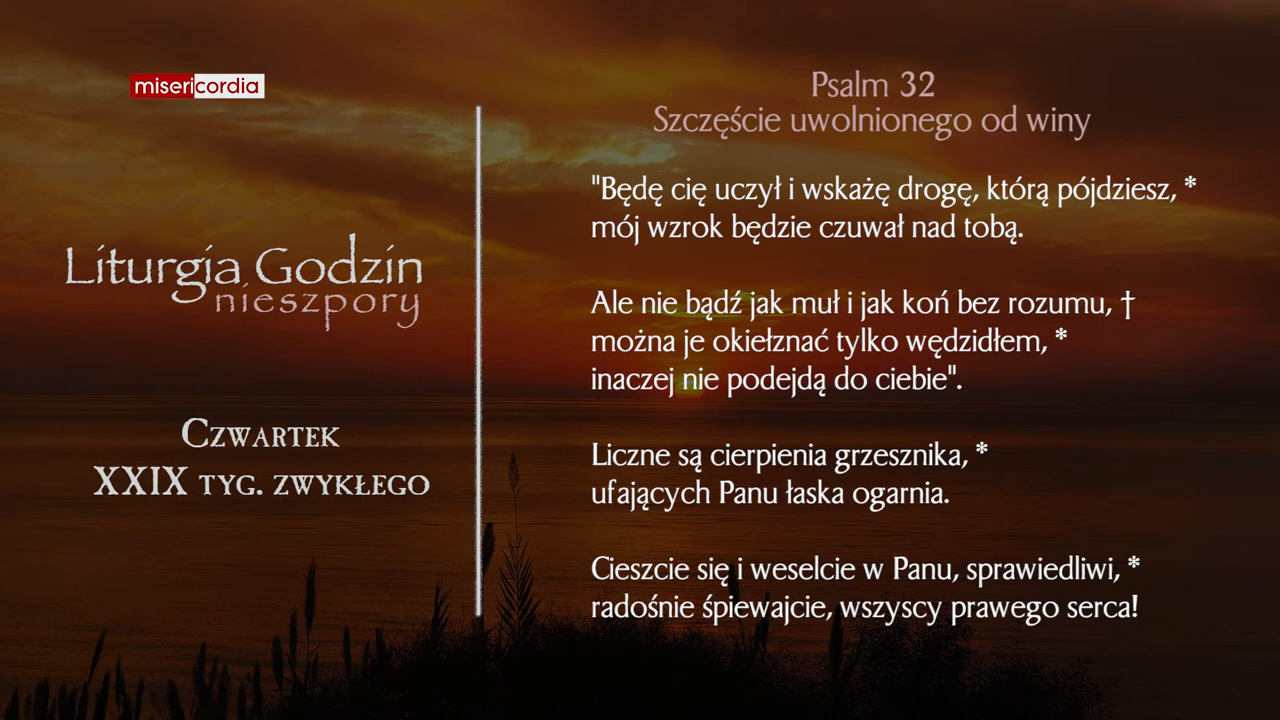 misericordia
Liturgia Godzin
nieszpory
Czwartek
XXIX tyg. zwykłego
Psalm 32
Szczęście uwolnionego od winy
"Będę cię uczył i wskażę drogę, którą pójdziesz, *
mój wzrok będzie czuwał nad tobą.
Ale nie bądź jak muł i jak koń bez rozumu, †
można je okiełznać tylko wędzidłem, *
inaczej nie podejdą do ciebie".
Liczne są cierpienia grzesznika, *
ufających Panu łaska ogarnia.
Cieszcie się i weselcie w Panu, sprawiedliwi, *
radośnie śpiewajcie, wszyscy prawego serca!